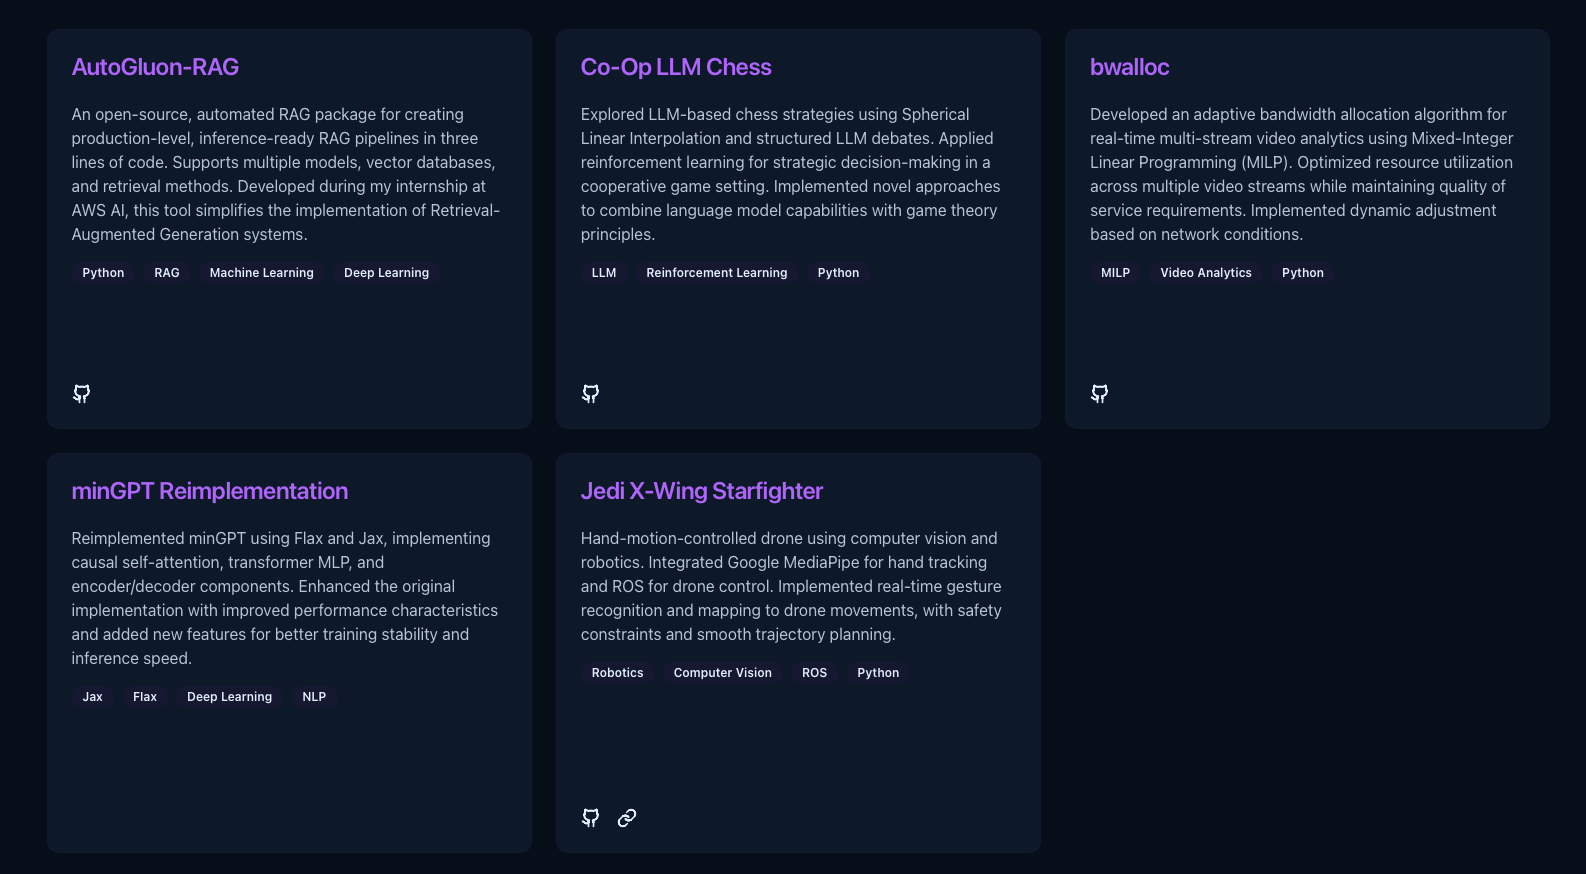 AutoGluon-RAG
An open-source, automated RAG package for creating
production-level, inference-ready RAG pipelines in three
lines of code. Supports multiple models, vector databases,
and retrieval methods. Developed during my internship at
AWS AI, this tool simplifies the implementation of Retrieval-
Augmented Generation systems.
Python RAG Machine Learning Deep Learning
Co-Op LLM Chess
Explored LLM-based chess strategies using Spherical
Linear Interpolation and structured LLM debates. Applied
reinforcement learning for strategic decision-making in a
cooperative game setting. Implemented novel approaches
to combine language model capabilities with game theory
principles.
LLM Reinforcement Learning Python
bwalloc
Developed an adaptive bandwidth allocation algorithm for
real-time multi-stream video analytics using Mixed-Integer
Linear Programming (MILP). Optimized resource utilization
across multiple video streams while maintaining quality of
service requirements. Implemented dynamic adjustment
based on network conditions.
MILP Video Analytics Python
minGPT Reimplementation
Reimplemented minGPT using Flax and Jax, implementing
causal self-attention, transformer MLP, and
encoder/decoder components. Enhanced the original
implementation with improved performance characteristics
and added new features for better training stability and
inference speed.
Jax Flax Deep Learning NLP
Jedi X-Wing Starfighter
Hand-motion-controlled drone using computer vision and
robotics. Integrated Google MediaPipe for hand tracking
and ROS for drone control. Implemented real-time gesture
recognition and mapping to drone movements, with safety
constraints and smooth trajectory planning.
Robotics Computer Vision ROS Python